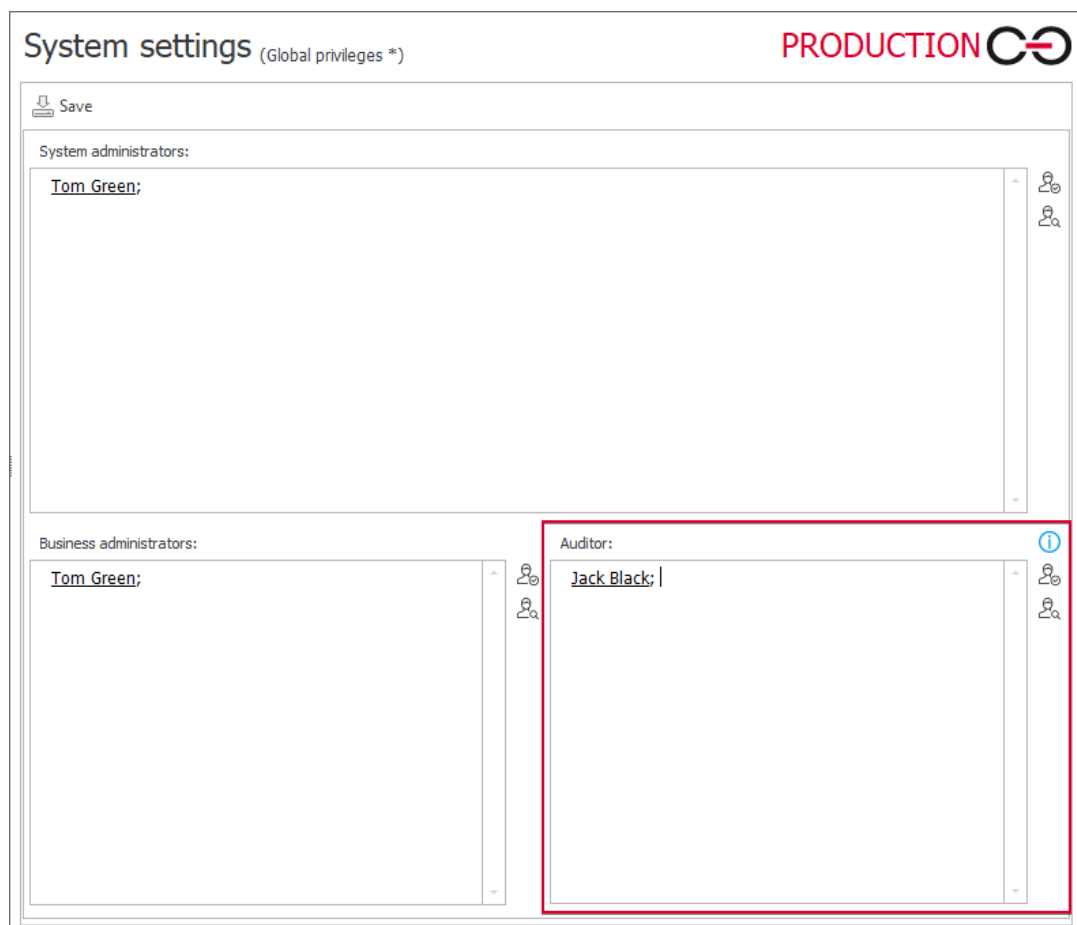 System settings (Global privileges *)
PRODUCTION
Save
System administrators:
Tom Green;
Business administrators:
Auditor:
Tom Green;
Jack Black;